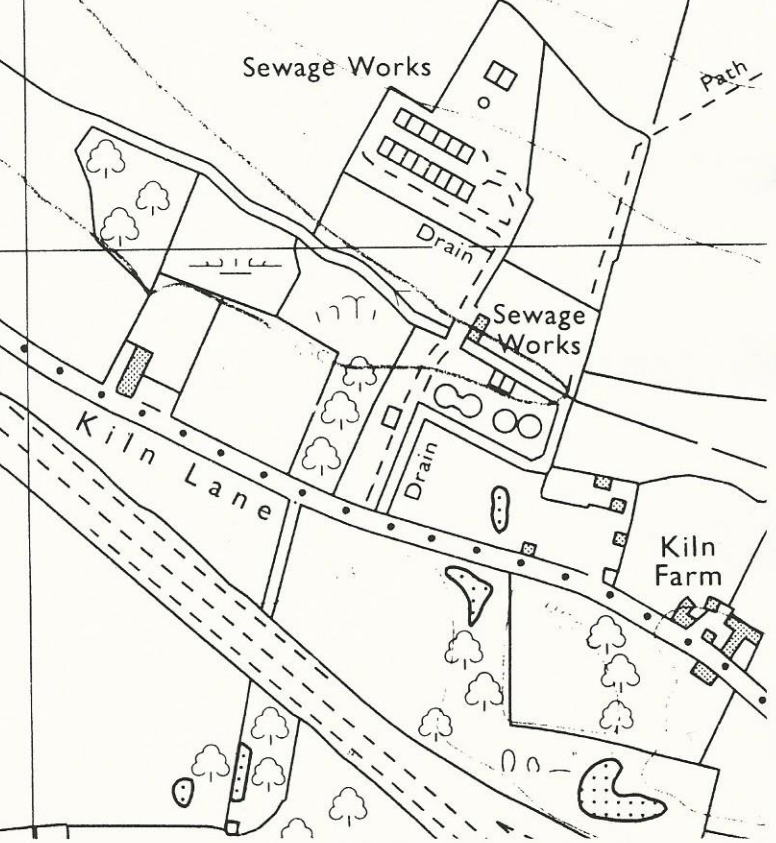 Sewage Works
Path
Drain
Sewage
Works
Kiln Lane
Drain
Kiln
Farm